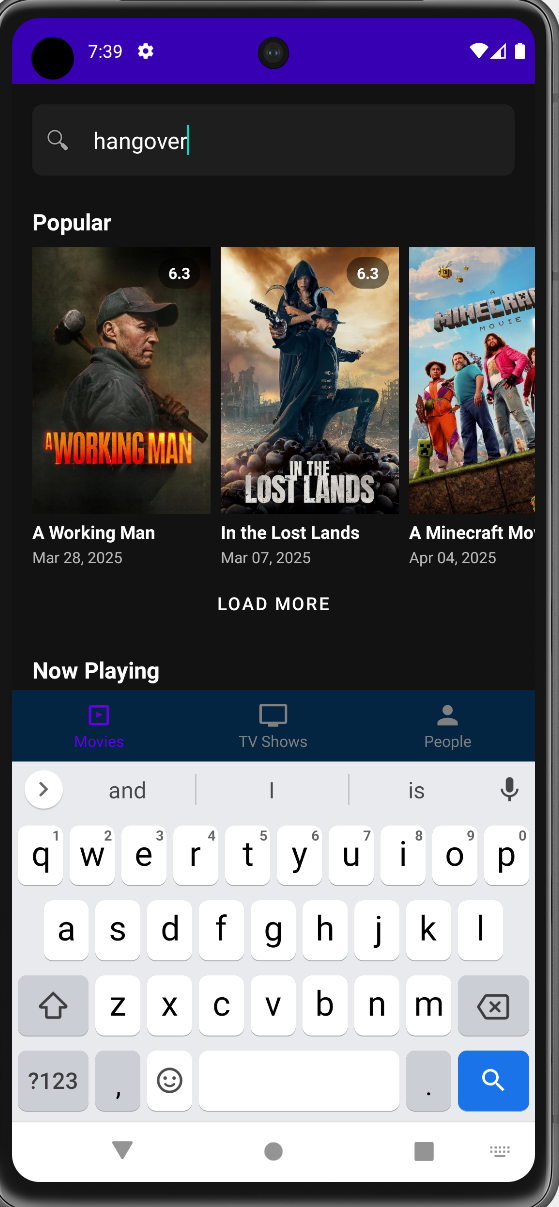 7:39
hangover
Popular
6.3
6.3
A WORKING MAN
IN THE
LOST LANDS
A
MINECRAF
MOVIE
A Working Man
In the Lost Lands
A Minecraft Mov
Mar 28, 2025
Mar 07, 2025
Apr 04, 2025
LOAD MORE
Now Playing
Movies
TV Shows
People
and I is
1 2 3 4 5 6 7 8 9 0
q w e r t y u i o p
a s d f g h j k l
z x c v b n m
?123 , .